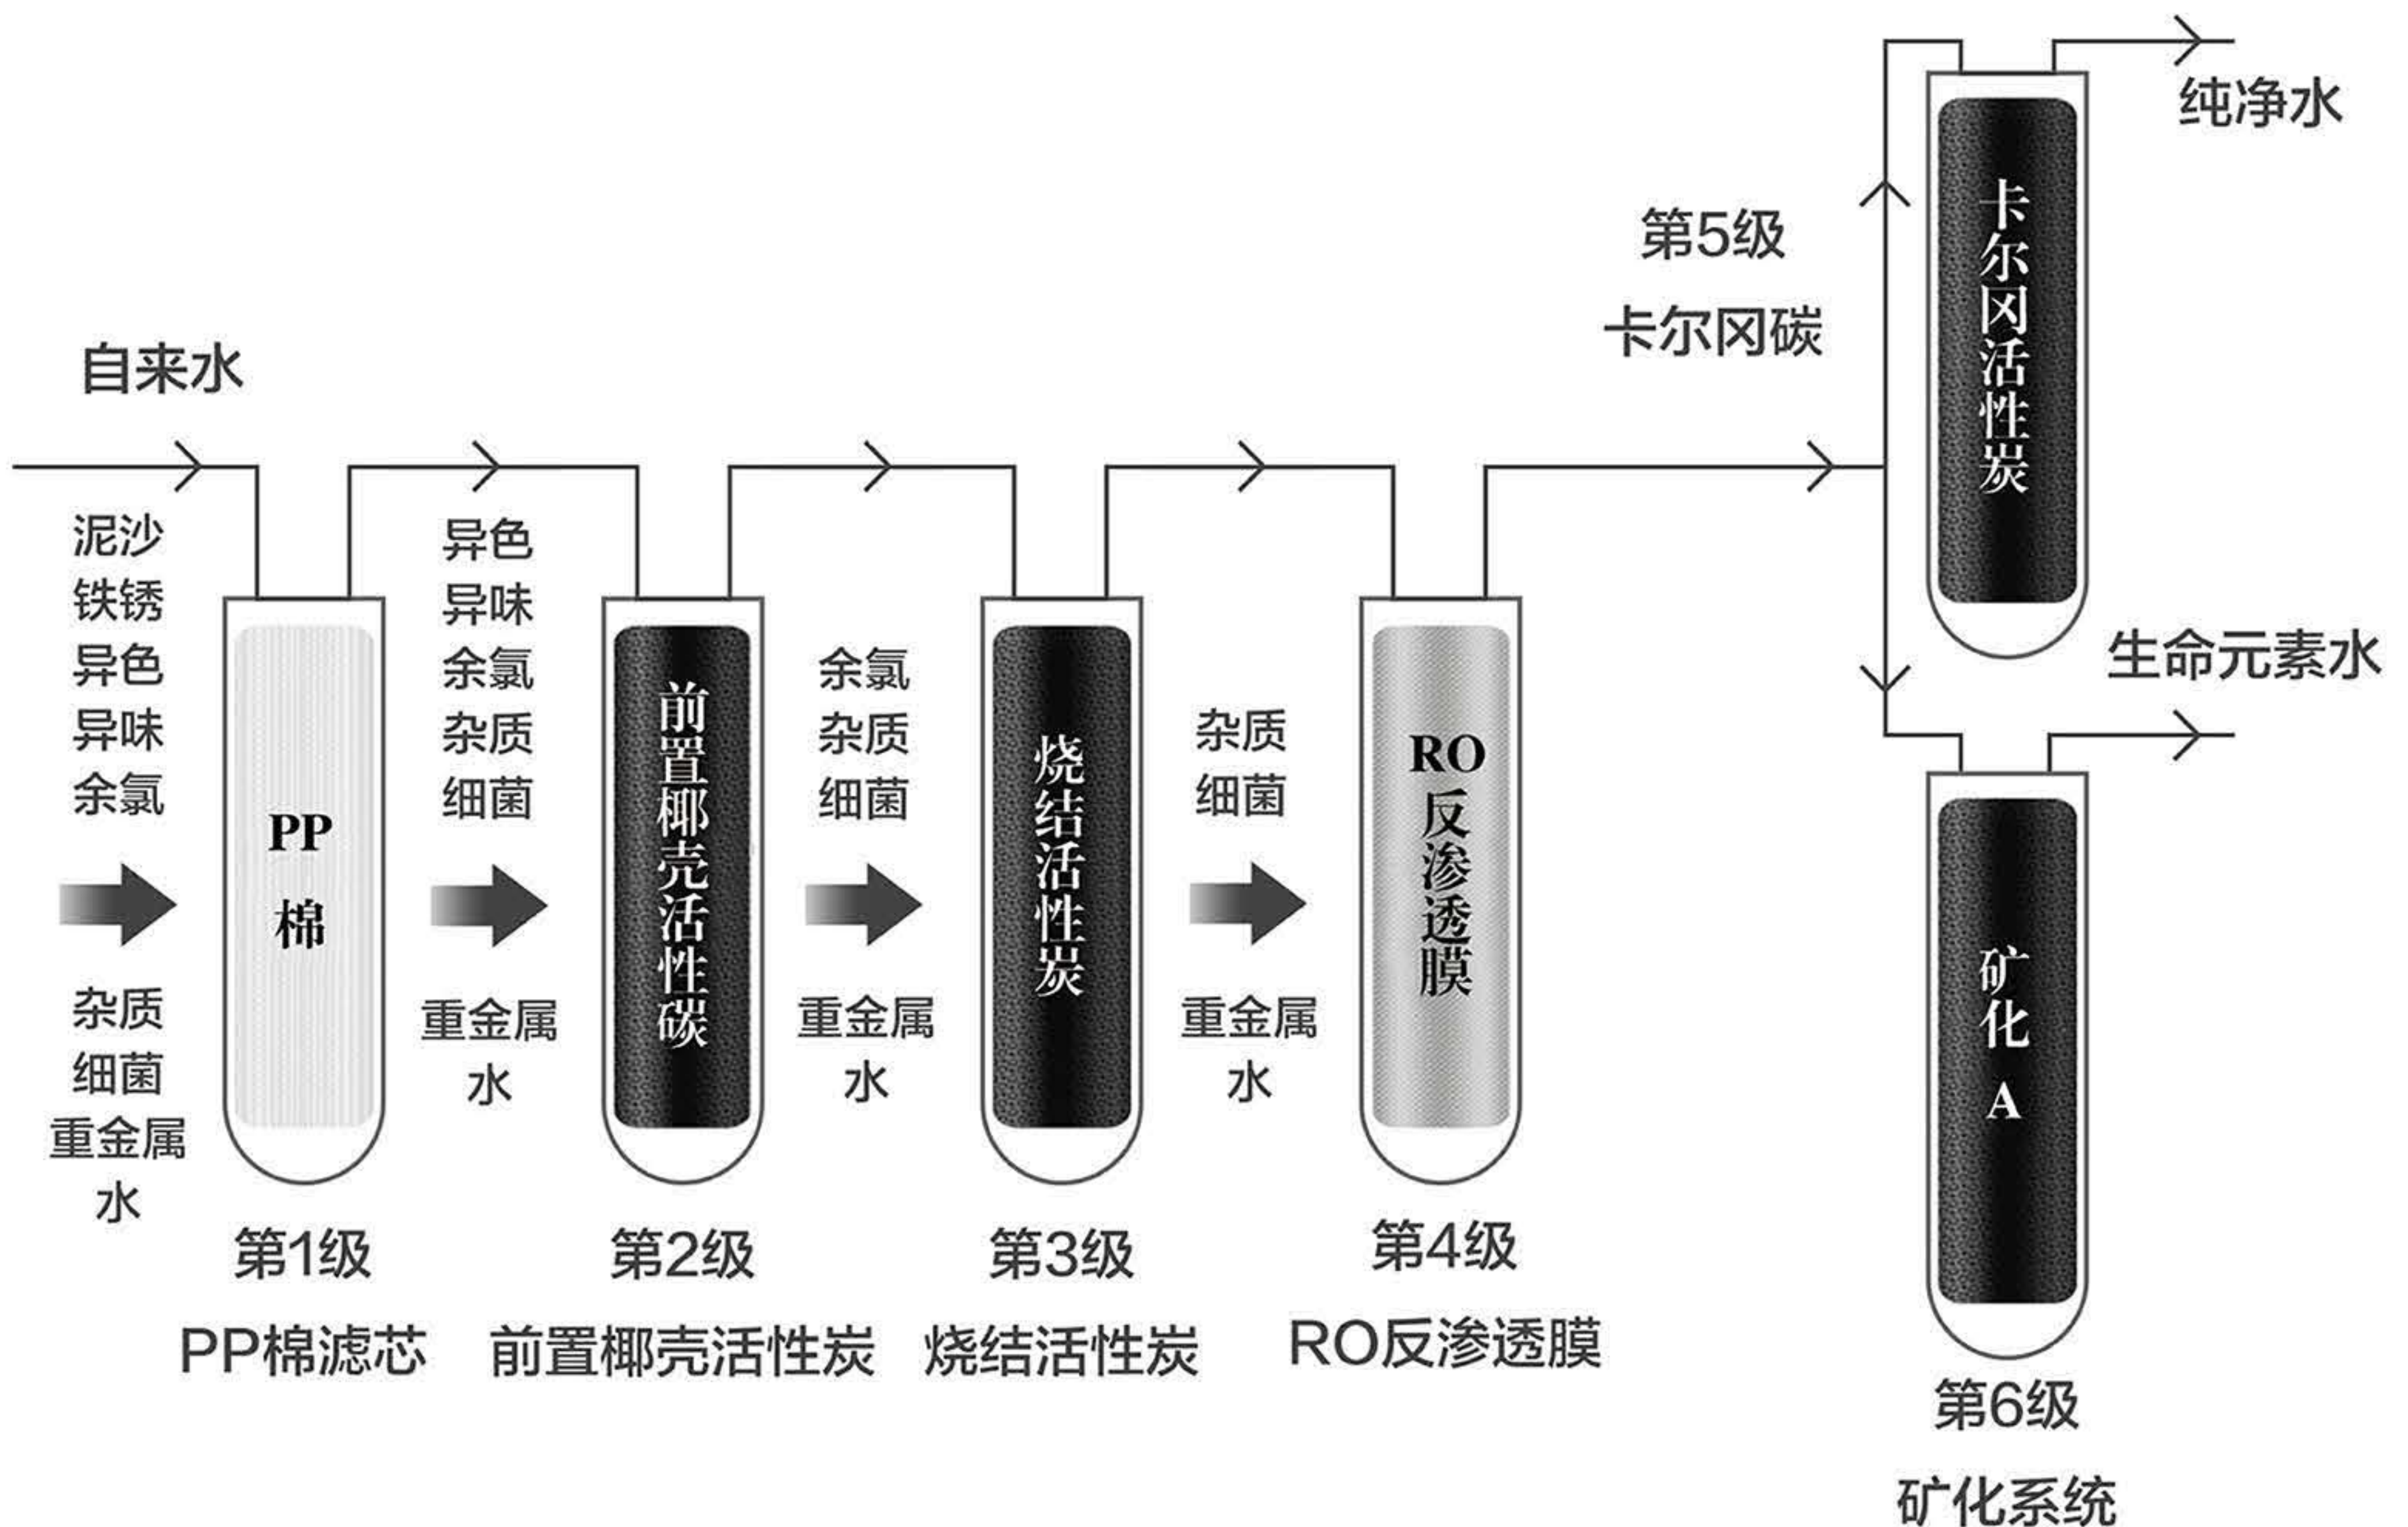 自来水
泥沙
铁锈
异色
异味
余氯
杂质
细菌
重金属
水
PP
棉
第1级
PP棉滤芯
异色
异味
余氯
杂质
细菌
重金属
水
前置椰壳活性碳
第2级
前置椰壳活性炭
余氯
杂质
细菌
重金属
水
烧结活性炭
第3级
烧结活性炭
杂质
细菌
重金属
水
RO
反渗透膜
第4级
RO反渗透膜
第5级
卡尔冈碳
卡尔冈活性炭
纯净水
生命元素水
矿化
A
第6级
矿化系统